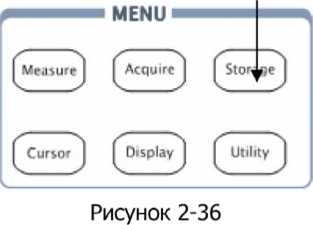 MENU
Measure Acquire Storage
Cursor Display Utility
Рисунок 2-36